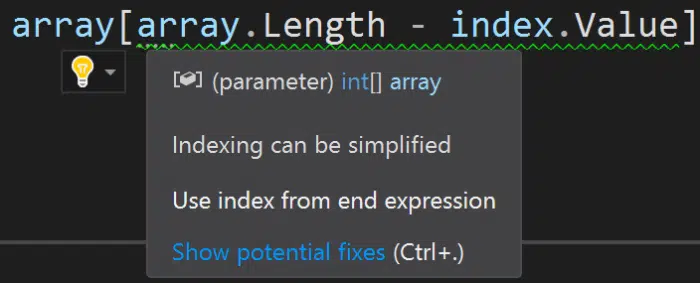 array[array.Length - index.Value]
(parameter) int[] array
Indexing can be simplified
Use index from end expression
Show potential fixes (Ctrl+.)